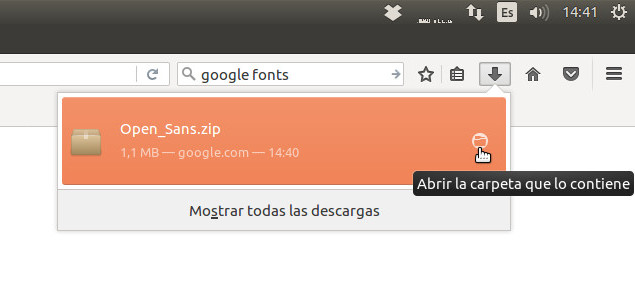 Es
14:41
google fonts
Open_Sans.zip
1,1 MB — google.com — 14:40
Abrir la carpeta que lo contiene
Mostrar todas las descargas